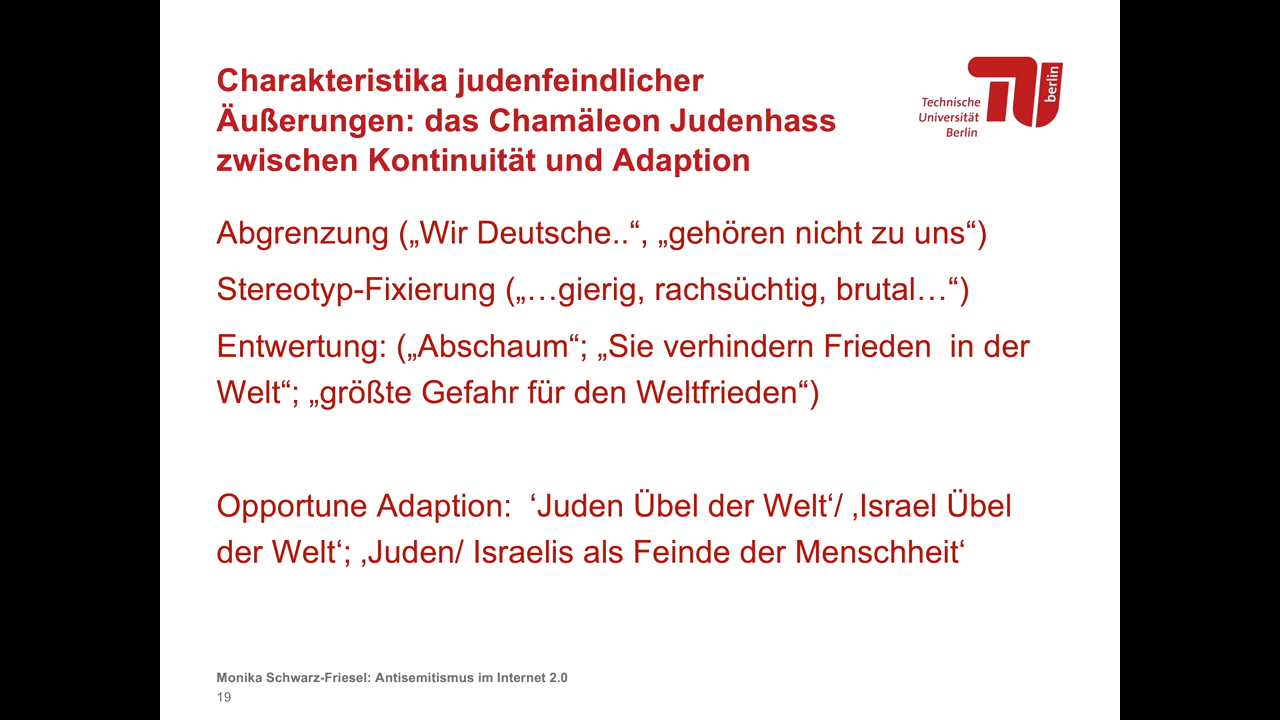 Charakteristika judenfeindlicher
Äußerungen: das Chamäleon Judenhass
zwischen Kontinuität und Adaption
Technische
Universität
Berlin
berlin
Abgrenzung („Wir Deutsche..“, „gehören nicht zu uns“)
Stereotyp-Fixierung („…gierig, rachsüchtig, brutal…“)
Entwertung: („Abschaum“; „Sie verhindern Frieden  in der
Welt“; „größte Gefahr für den Weltfrieden“)
Opportune Adaption:  ‘Juden Übel der Welt‘/ ‚Israel Übel
der Welt‘; ‚Juden/ Israelis als Feinde der Menschheit‘
Monika Schwarz-Friesel: Antisemitismus im Internet 2.0
19